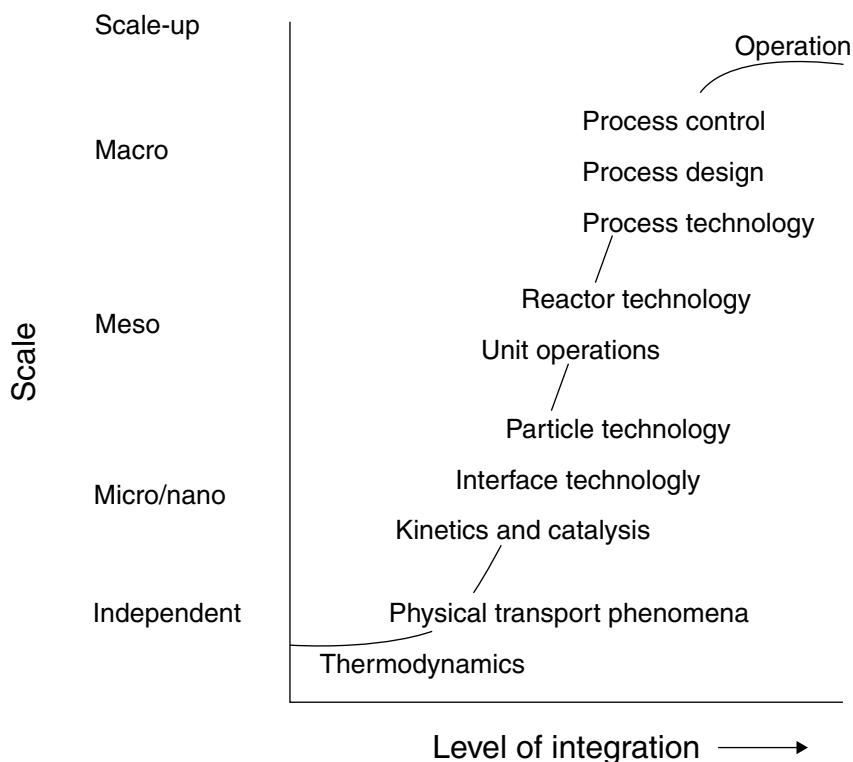 Scale-up
Operation
Process control
Macro
Process design
Process technology
Reactor technology
Meso
Unit operations
Scale
Particle technology
Interface technologly
Micro/nano
Kinetics and catalysis
Independent
Physical transport phenomena
Thermodynamics
Level of integration